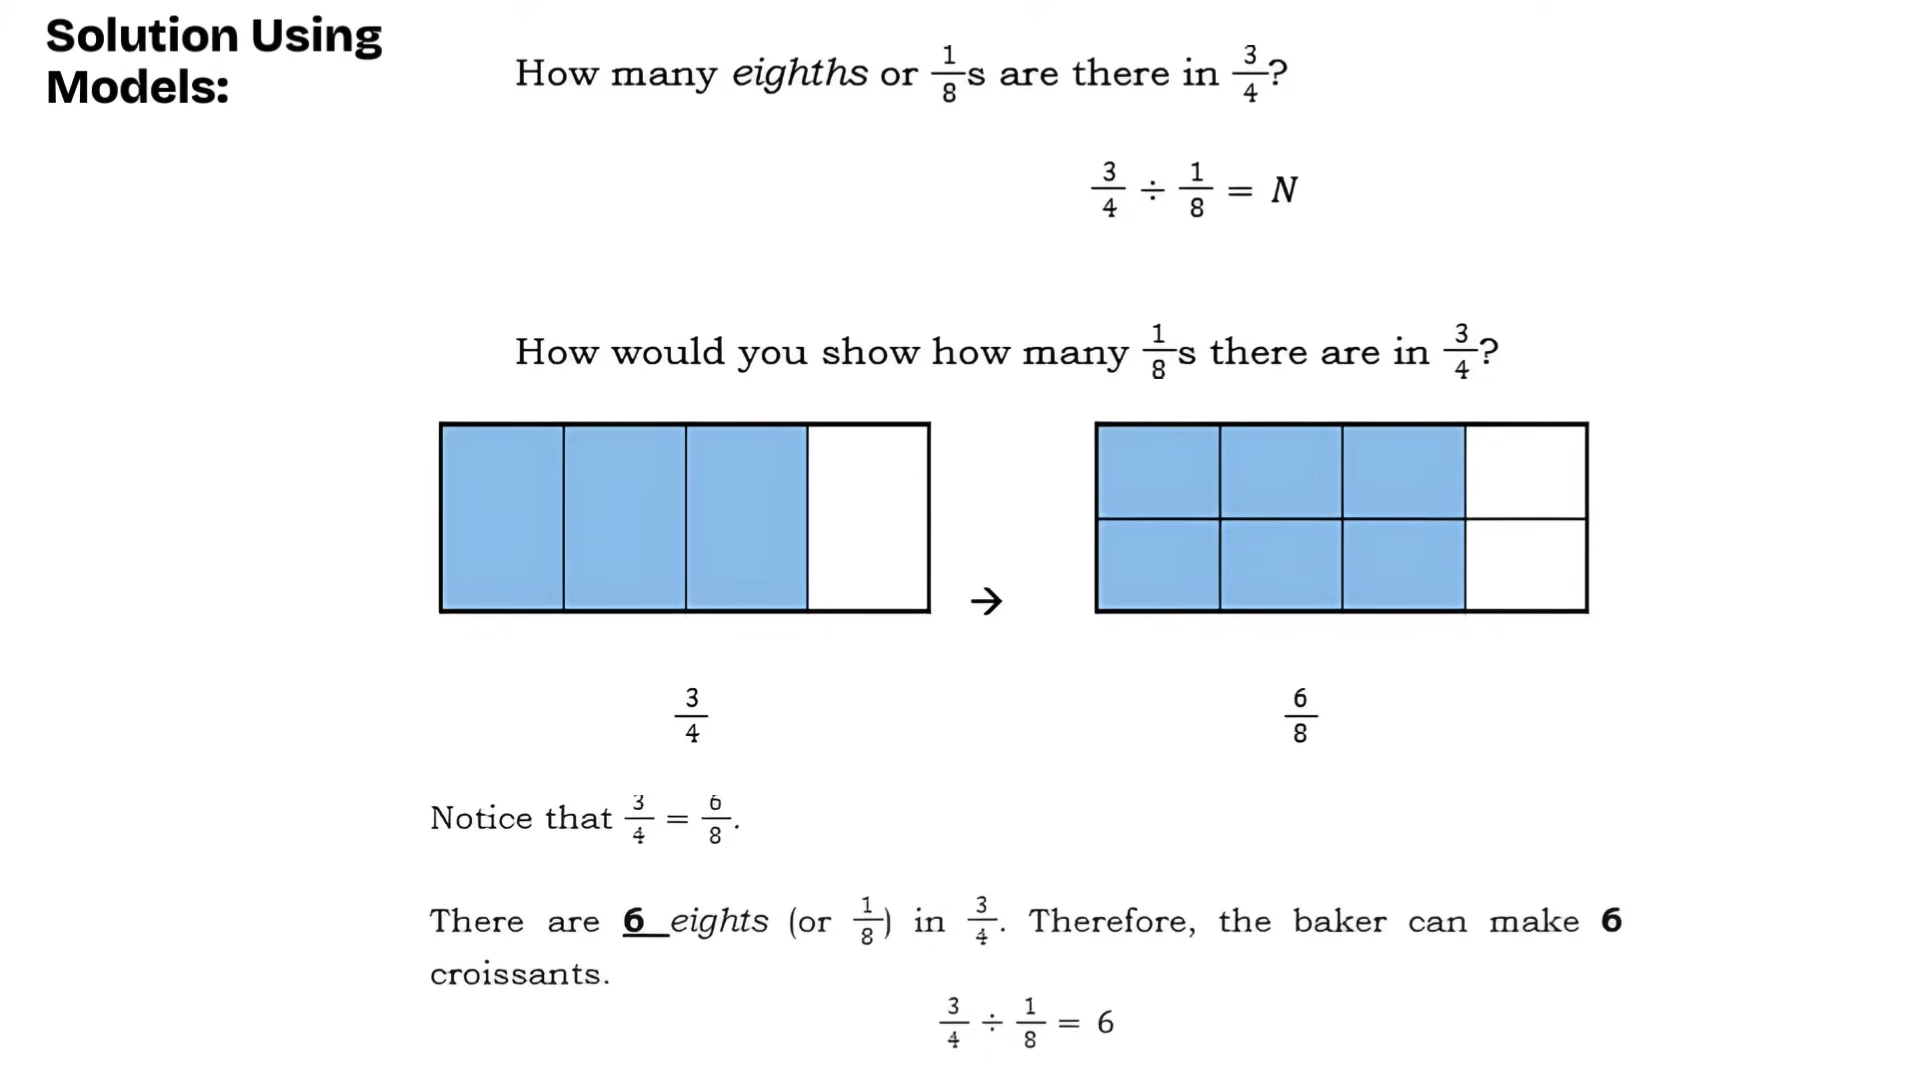 Solution Using
Models:
How many eighths or 1/8s are there in 3/4?
3/4 ÷ 1/8 = N
How would you show how many 1/8s there are in 3/4?
→
3/4
6/8
Notice that 3/4 = 6/8.
There are 6_eights (or 1/8) in 3/4. Therefore, the baker can make 6
croissants.
3/4 ÷ 1/8 = 6